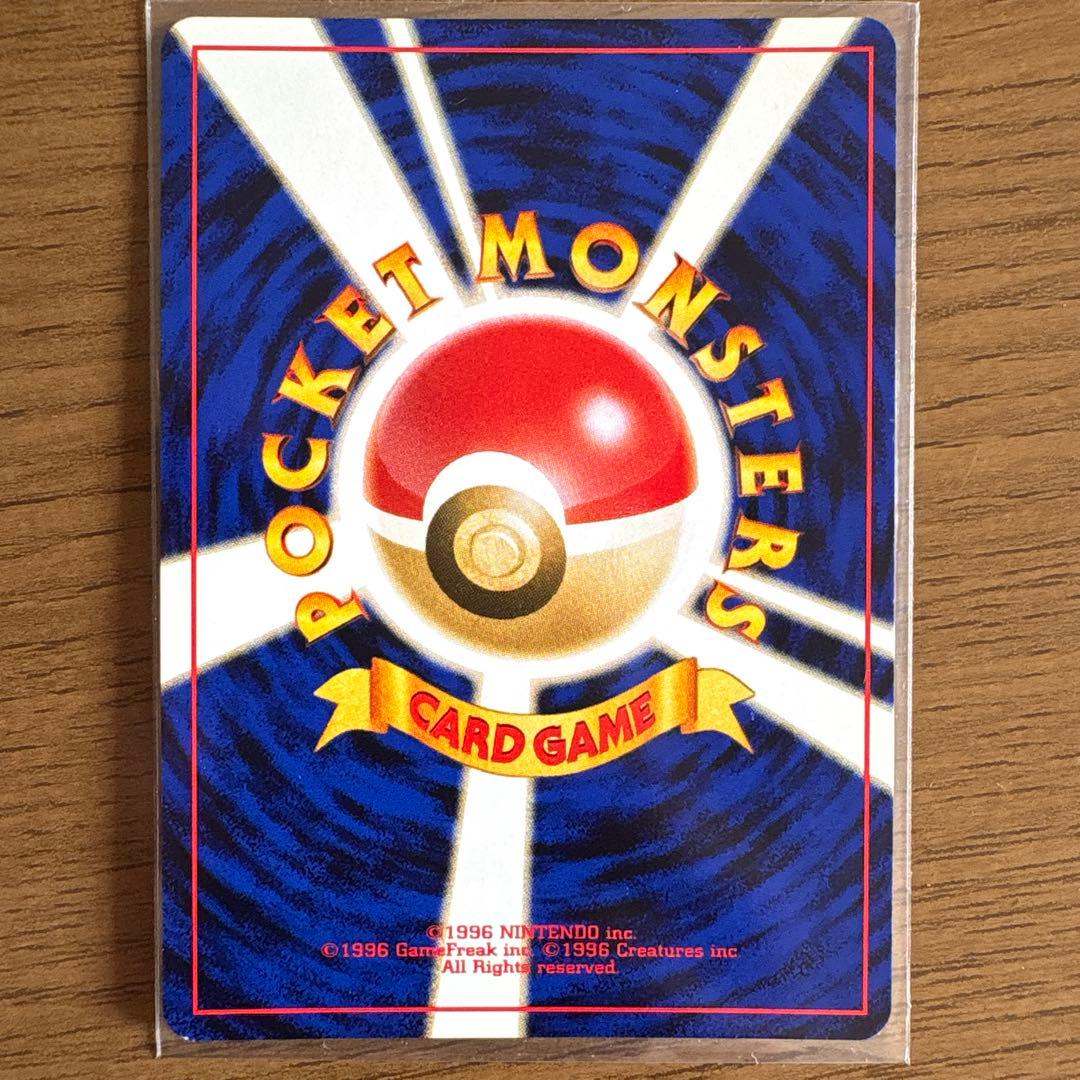 POCKET MONSTERS
CARD GAME
©1996 NINTENDO inc.
©1996 GameFreak inc. ©1996 Creatures inc.
All Rights reserved.